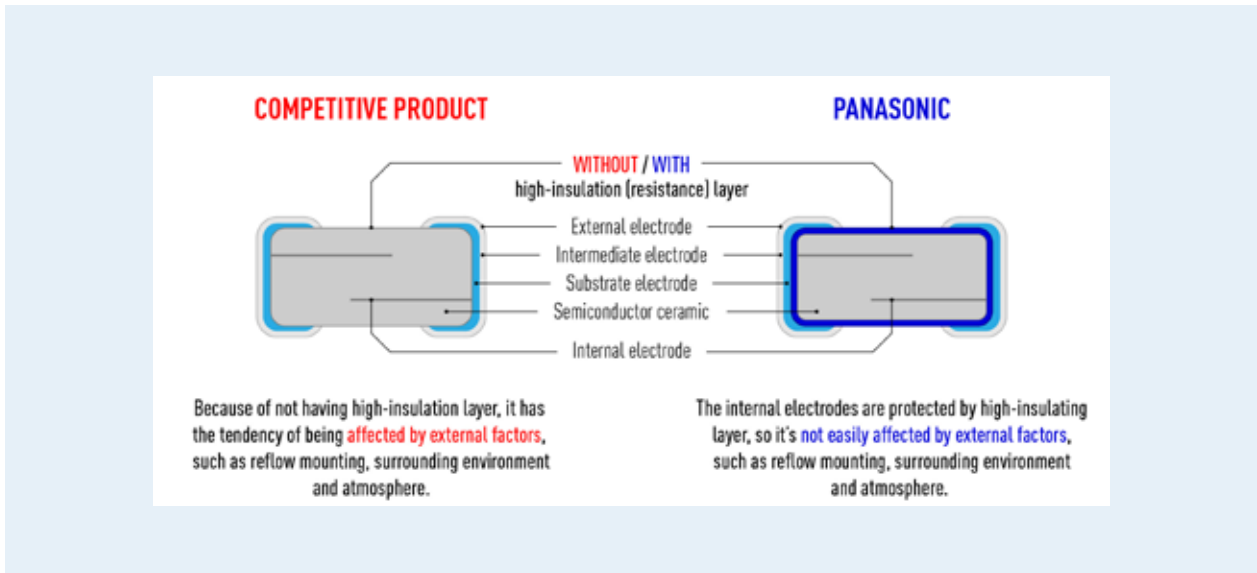 COMPETITIVE PRODUCT
PANASONIC
WITHOUT / WITH
high-insulation (resistance) layer
External electrode
Intermediate electrode
Substrate electrode
Semiconductor ceramic
Internal electrode
Because of not having high-insulation layer, it has
the tendency of being affected by external factors,
such as reflow mounting, surrounding environment
and atmosphere.
The internal electrodes are protected by high-insulating
layer, so it's not easily affected by external factors,
such as reflow mounting, surrounding environment
and atmosphere.